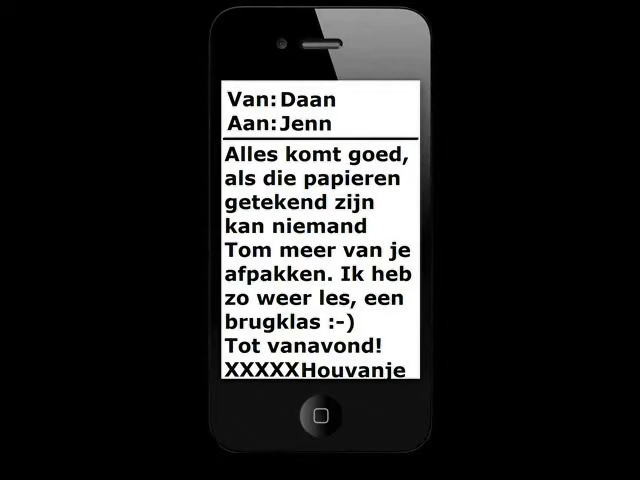 Van: Daan
Aan: Jenn
Alles komt goed,
als die papieren
getekend zijn
kan niemand
Tom meer van je
afpakken. Ik heb
zo weer les, een
brugklas :-)
Tot vanavond!
XXXXXHouvanje